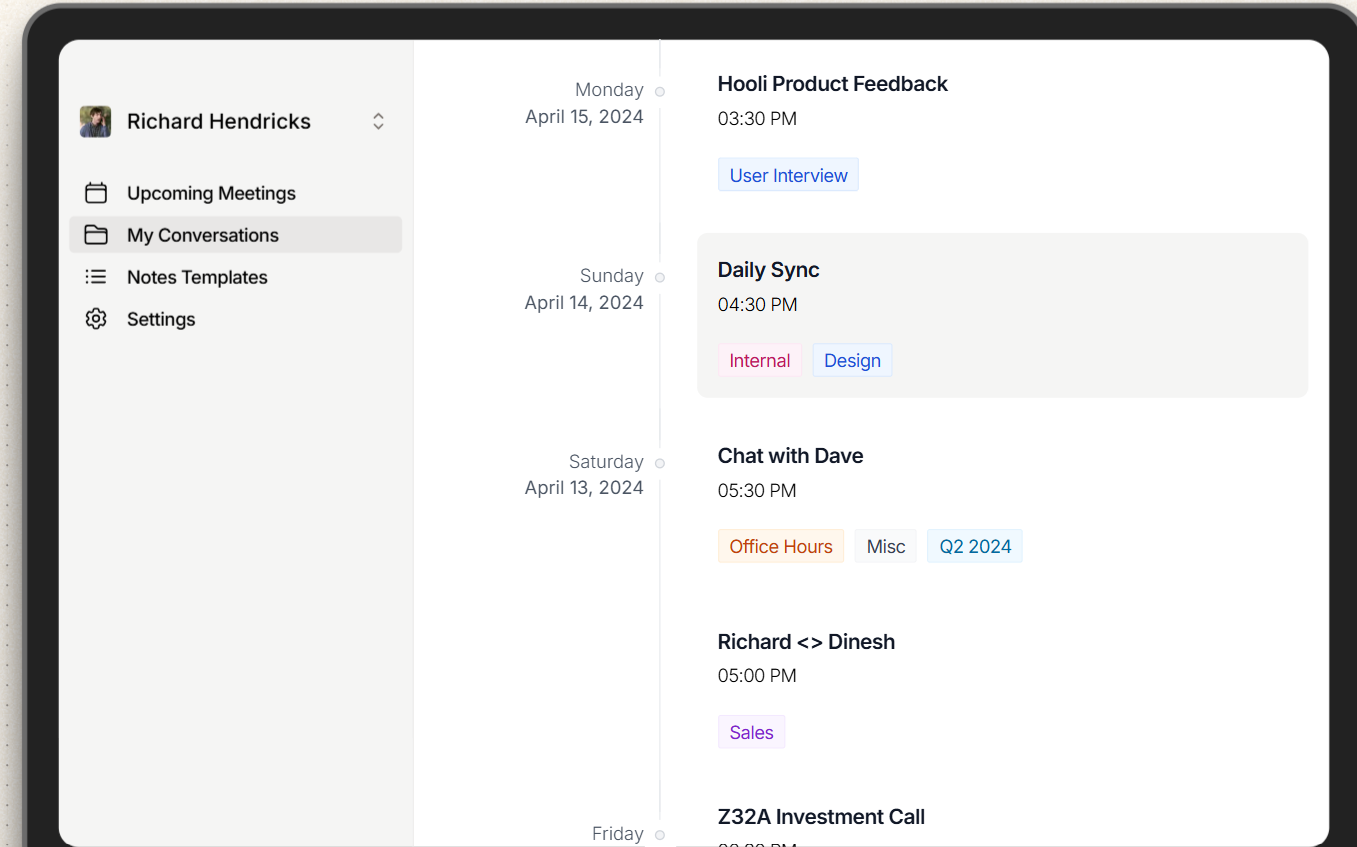 Richard Hendricks
Upcoming Meetings
My Conversations
Notes Templates
Settings
Monday
April 15, 2024
Hooli Product Feedback
03:30 PM
User Interview
Sunday
April 14, 2024
Daily Sync
04:30 PM
Internal Design
Saturday
April 13, 2024
Chat with Dave
05:30 PM
Office Hours Misc Q2 2024
Richard <> Dinesh
05:00 PM
Sales
Friday
Z32A Investment Call